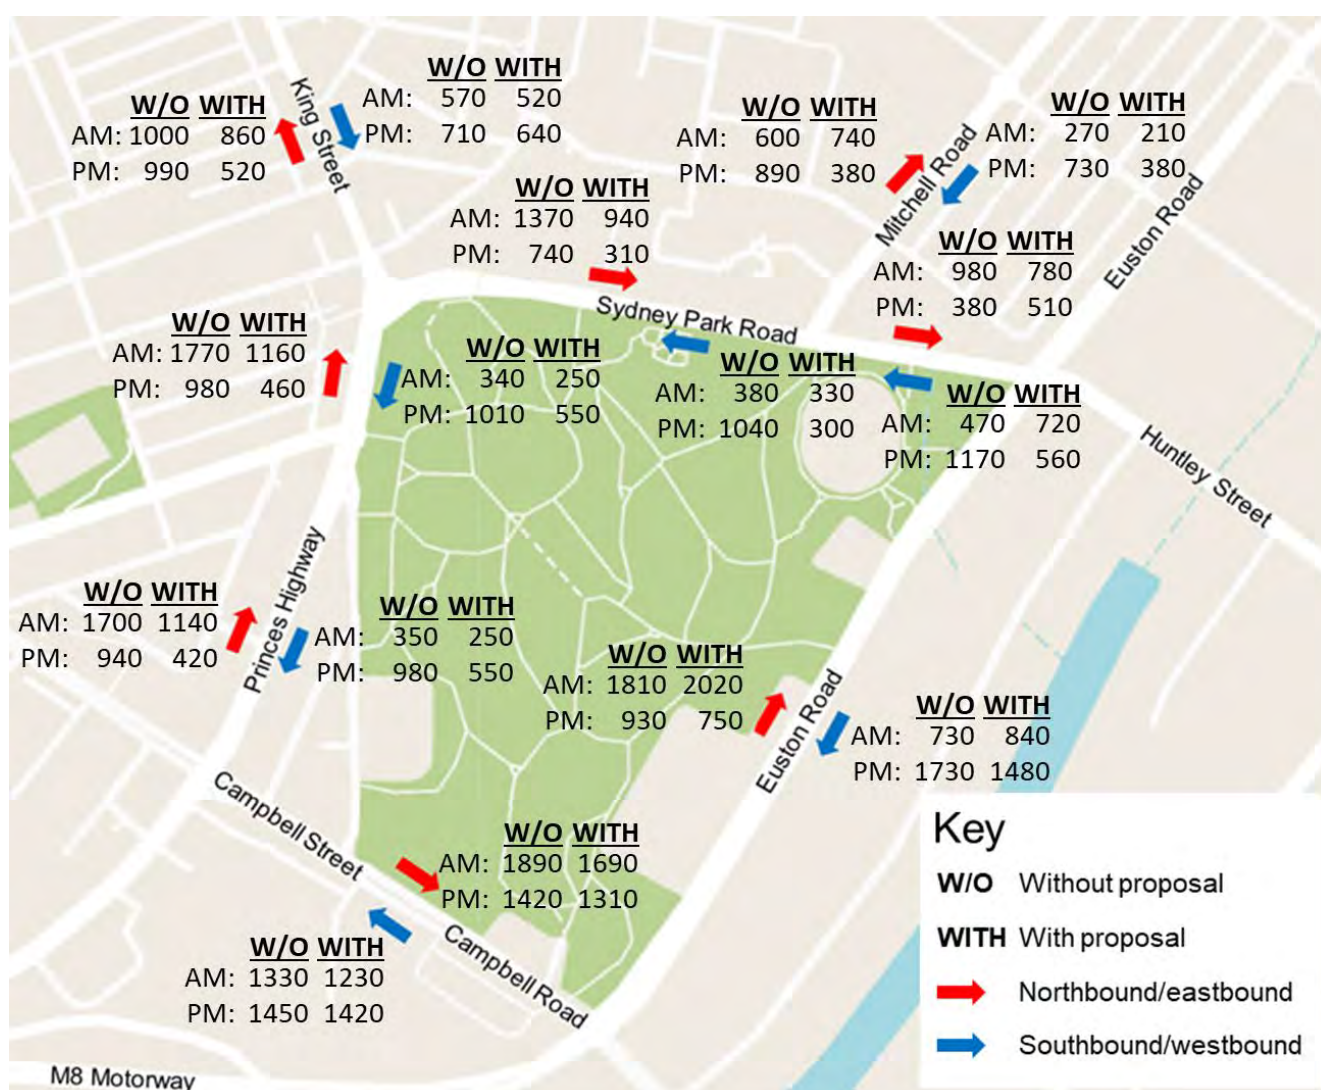 W/O WITH
AM: 570 520
PM: 710 640
W/O WITH
AM: 1000 860
PM: 990 520
King Street
W/O WITH
AM: 600 740
PM: 890 380
W/O WITH
AM: 270 210
PM: 730 380
Mitchell Road
Euston Road
W/O WITH
AM: 1370 940
PM: 740 310
W/O WITH
AM: 980 780
PM: 380 510
Sydney Park Road
W/O WITH
AM: 1770 1160
PM: 980 460
W/O WITH
AM: 340 250
PM: 1010 550
W/O WITH
AM: 380 330
PM: 1040 300
W/O WITH
AM: 470 720
PM: 1170 560
Huntley Street
Princes Highway
W/O WITH
AM: 1700 1140
PM: 940 420
W/O WITH
AM: 350 250
PM: 980 550
W/O WITH
AM: 1810 2020
PM: 930 750
Euston Road
W/O WITH
AM: 730 840
PM: 1730 1480
Campbell Street
W/O WITH
AM: 1890 1690
PM: 1420 1310
W/O WITH
AM: 1330 1230
PM: 1450 1420
Campbell Road
M8 Motorway
Key
W/O Without proposal
WITH With proposal
Northbound/eastbound
Southbound/westbound